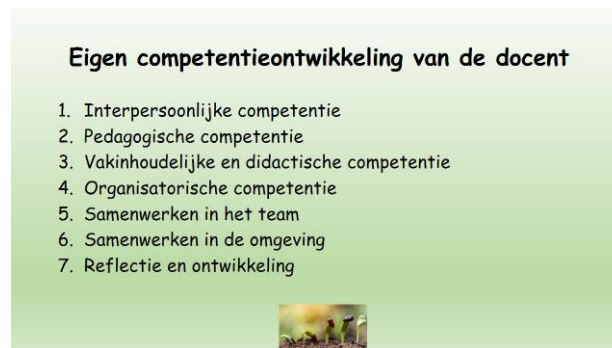 Eigen competentieontwikkeling van de docent
1. Interpersoonlijke competentie
2. Pedagogische competentie
3. Vakinhoudelijke en didactische competentie
4. Organisatorische competentie
5. Samenwerken in het team
6. Samenwerken in de omgeving
7. Reflectie en ontwikkeling